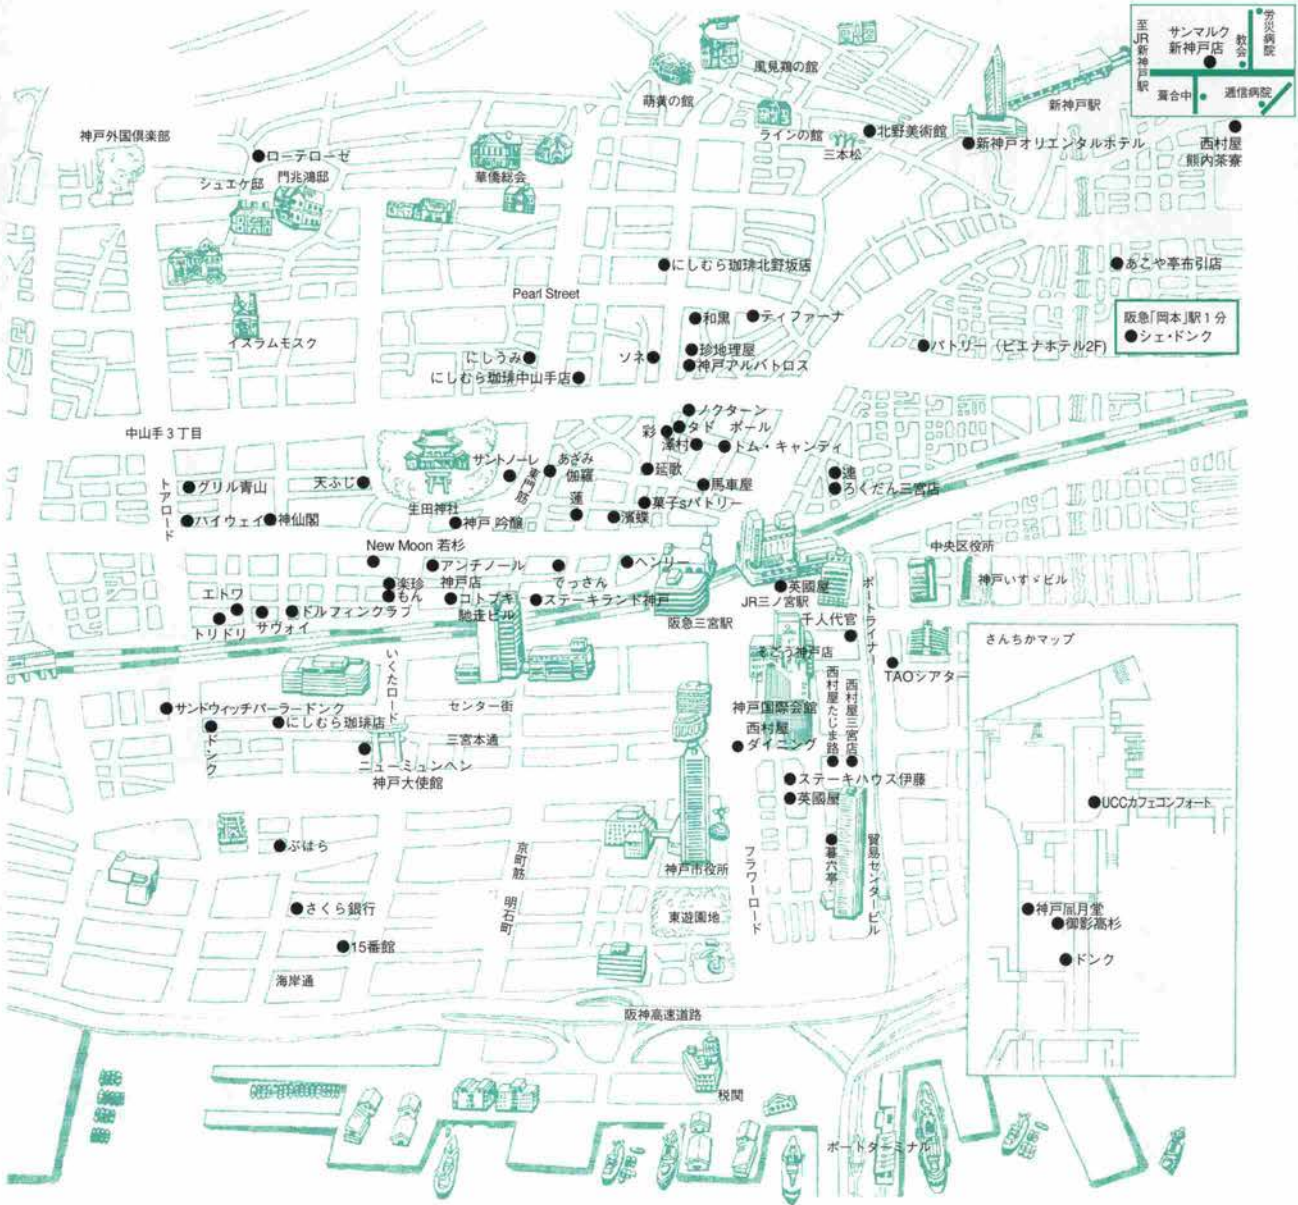 至JR新神戸駅
サンマルク
新神戸店
教会
労災病院
葺合中
逓信病院
風見鶏の館
萌黄の館
新神戸駅
ラインの館
北野美術館
三本松
新神戸オリエンタルホテル
西村屋
熊内茶寮
神戸外国倶楽部
ローテローゼ
シュエケ邸
門兆鴻邸
華僑総会
にしむら珈琲北野坂店
あこや亭布引店
Pearl Street
和黒
ティファーナ
阪急「岡本」駅1分
シェ・ドンク
イスラムモスク
にしうみ
ソネ
珍地理屋
神戸アルバトロス
パトリー (ピエナホテル2F)
にしむら珈琲中山手店
ノクターン
タド ポール
彩
澤村
トム・キャンティ
中山手3丁目
サントノーレ
あざみ
伽羅
東門筋
延歌
馬車屋
ろくだん三宮店
トアロード
グリル青山
天ふじ
生田神社
蓮
菓子sパトリー
濱蝶
ハイウェイ
神仙閣
神戸 吟醸
New Moon 若杉
アンチノール
神戸店
でっさん
ヘンリー
中央区役所
神戸いすゞビル
楽珍
もん
コトブキ
馳走ビル
ステーキランド神戸
阪急三宮駅
英國屋
JR三ノ宮駅
ポートライナー
エトワ
トリドリ
サヴォイ
ドルフィンクラブ
千人代官
そごう神戸店
さんちかマップ
TAOシアター
いくたロード
センター街
神戸国際会館
西村屋たじま路
西村屋三宮店
サンドウィッチパーラードンク
にしむら珈琲店
ドンク
三宮本通
西村屋
ダイニング
ニューミュンヘン
神戸大使館
ステーキハウス伊藤
英國屋
UCCカフェコンフォート
ぶはら
京町筋
明石町
神戸市役所
フラワーロード
暮六亭
貿易センタービル
さくら銀行
東遊園地
神戸凮月堂
御影高杉
15番館
ドンク
海岸通
阪神高速道路
税関
ポートターミナル